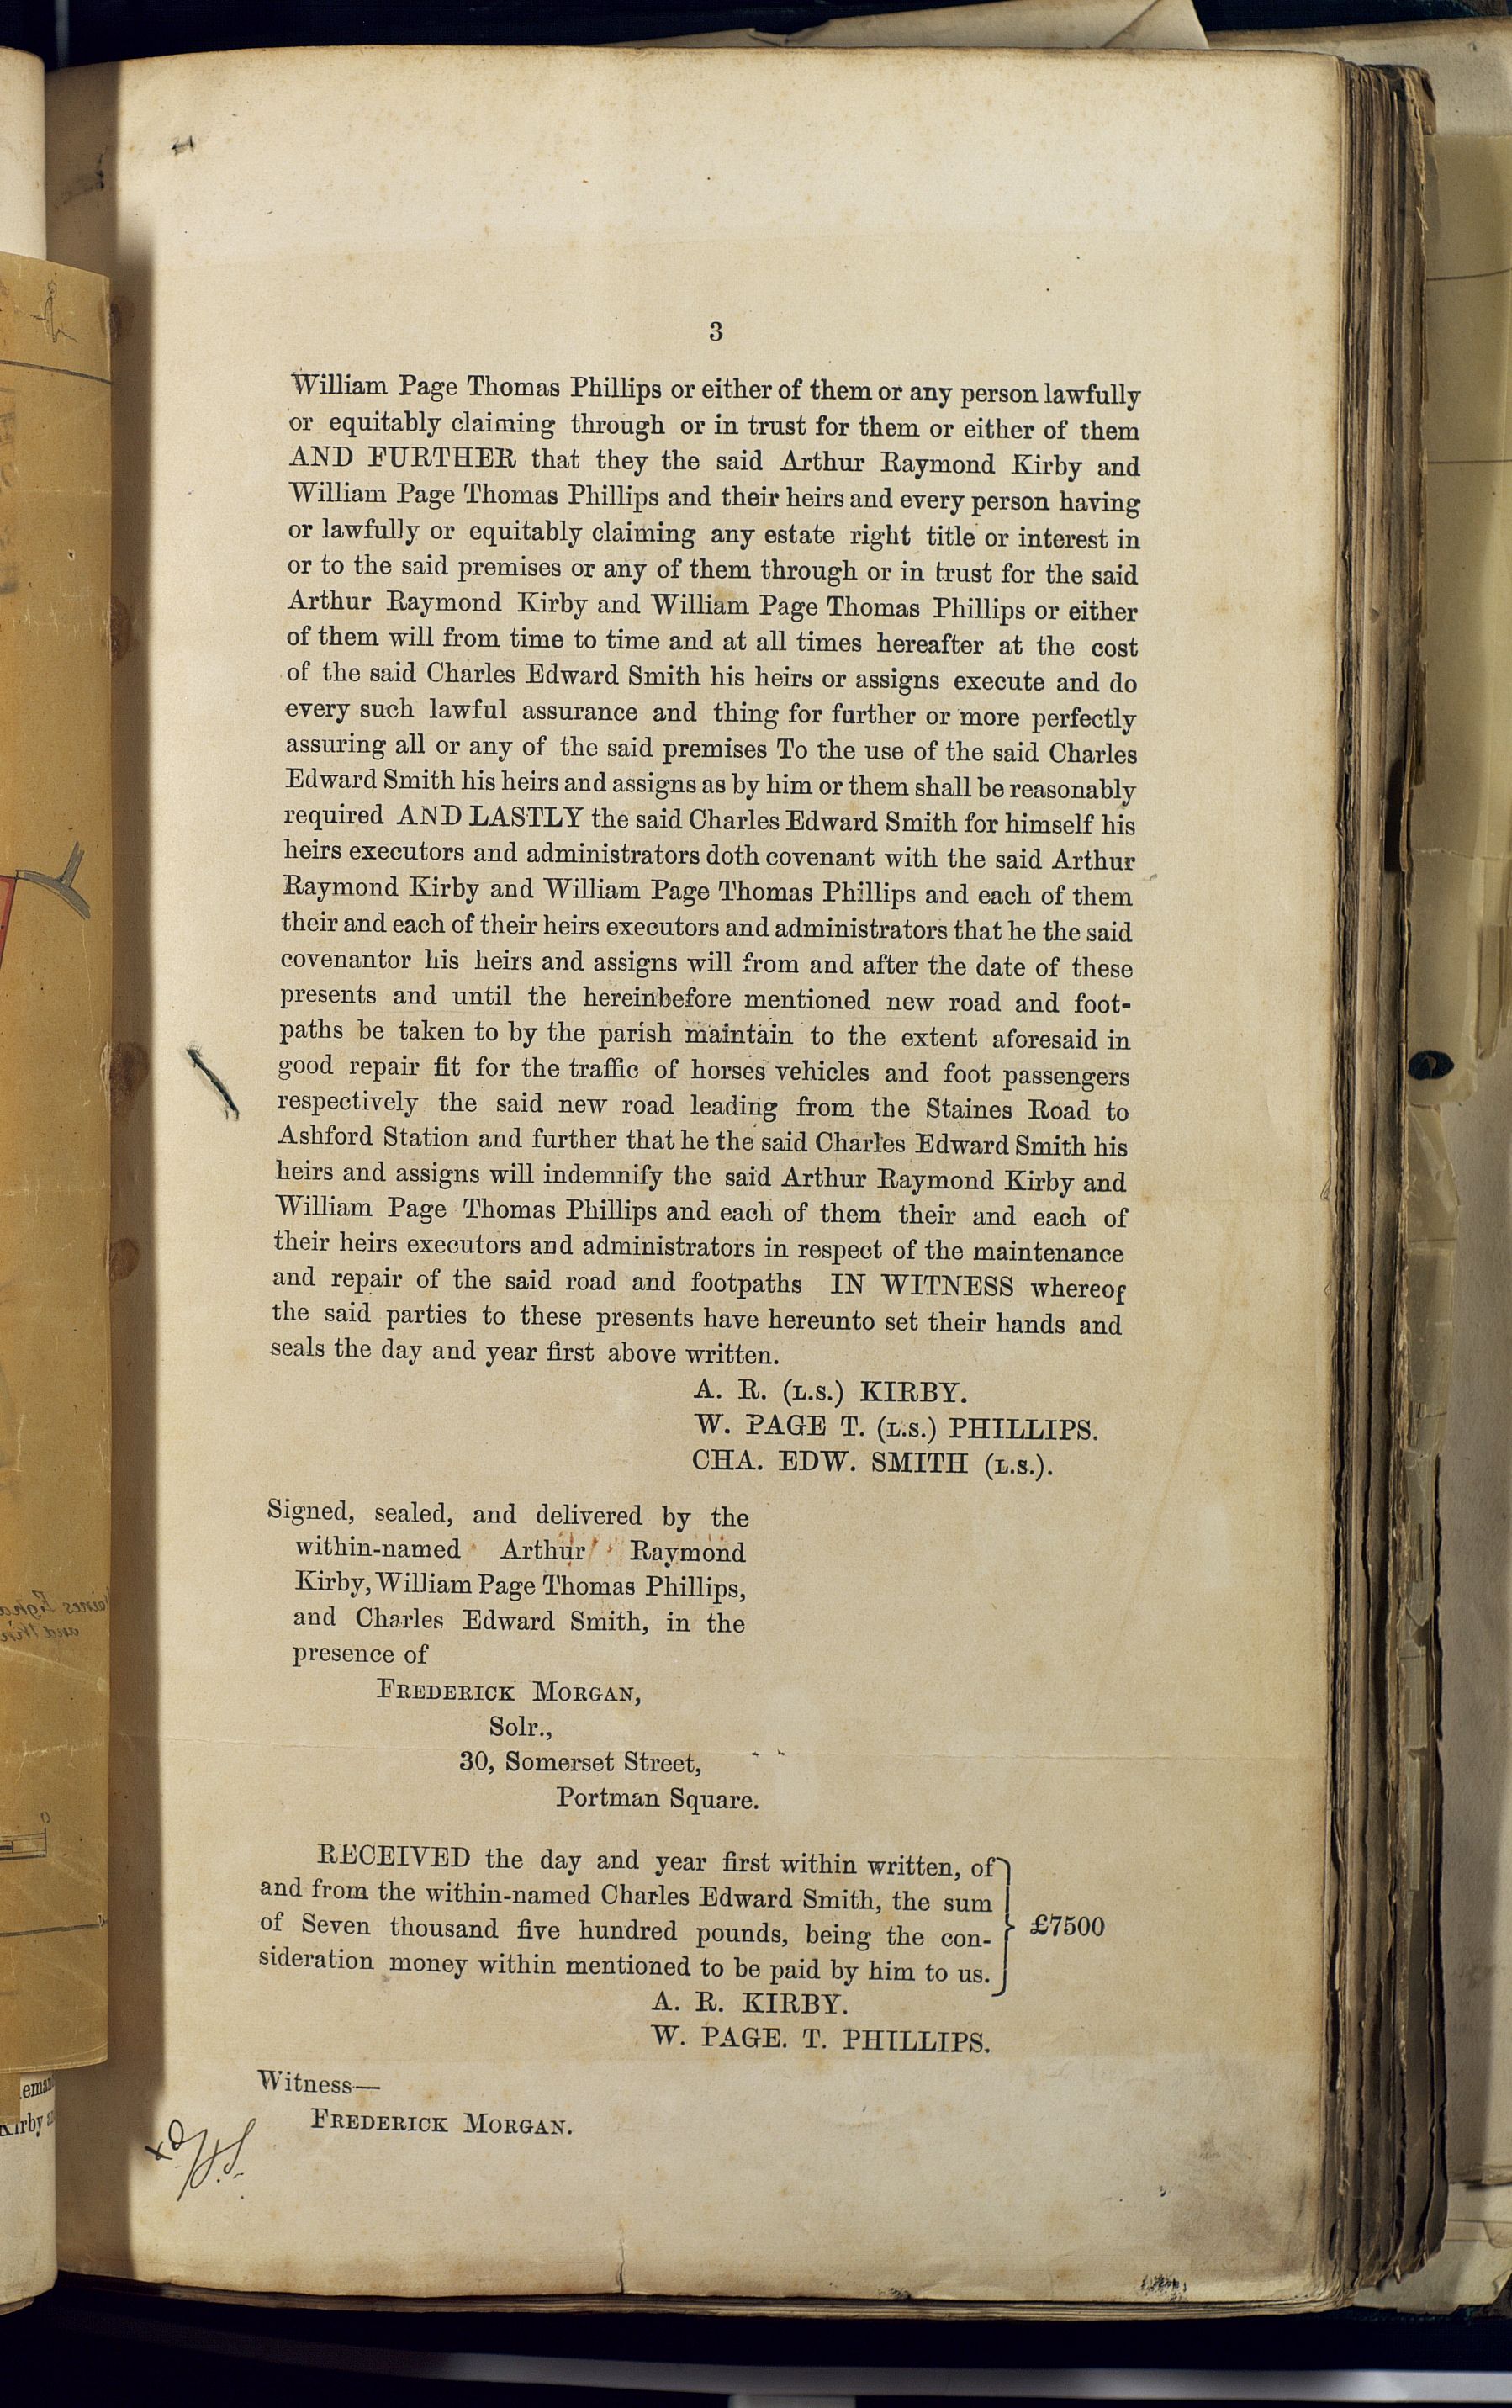 3
William Page Thomas Phillips or either of them or any person lawfully
or equitably claiming through or in trust for them or either of them
AND FURTHER that they the said Arthur Raymond Kirby and
William Page Thomas Phillips and their heirs and every person having
or lawfully or equitably claiming any estate right title or interest in
or to the said premises or any of them through or in trust for the said
Arthur Raymond Kirby and William Page Thomas Phillips or either
of them will from time to time and at all times hereafter at the cost
of the said Charles Edward Smith his heirs or assigns execute and do
every such lawful assurance and thing for further or more perfectly
assuring all or any of the said premises To the use of the said Charles
Edward Smith his heirs and assigns as by him or them shall be reasonably
required AND LASTLY the said Charles Edward Smith for himself his
heirs executors and administrators doth covenant with the said Arthur
Raymond Kirby and William Page Thomas Phillips and each of them
their and each of their heirs executors and administrators that he the said
covenantor his heirs and assigns will from and after the date of these
presents and until the hereinbefore mentioned new road and foot-
paths be taken to by the parish maintain to the extent aforesaid in
good repair fit for the traffic of horses vehicles and foot passengers
respectively the said new road leading from the Staines Road to
Ashford Station and further that he the said Charles Edward Smith his
heirs and assigns will indemnify the said Arthur Raymond Kirby and
William Page Thomas Phillips and each of them their and each of
their heirs executors and administrators in respect of the maintenance
and repair of the said road and footpaths IN WITNESS whereof
the said parties to these presents have hereunto set their hands and
seals the day and year first above written.
A. R. (L.S.) KIRBY.
W. PAGE T. (L.S.) PHILLIPS.
CHA. EDW. SMITH (L.S.).
Signed, sealed, and delivered by the
within-named Arthur Raymond
Kirby, William Page Thomas Phillips,
and Charles Edward Smith, in the
presence of
FREDERICK MORGAN,
Solr.,
30, Somerset Street,
Portman Square.
RECEIVED the day and year first within written, of
and from the within-named Charles Edward Smith, the sum
of Seven thousand five hundred pounds, being the con-
sideration money within mentioned to be paid by him to us.
£7500
A. R. KIRBY.
W. PAGE. T. PHILLIPS.
Witness—
FREDERICK MORGAN.